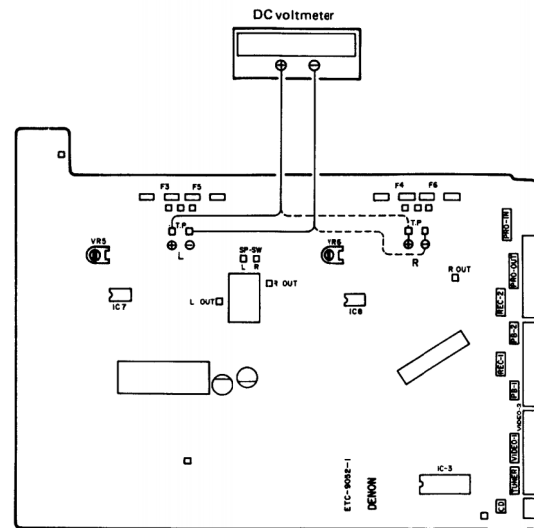 DC voltmeter
⊕ ⊖
F3 F5
F4 F6
T.P
T.P
⊕ ⊖
L
⊕ ⊖
R
VR5
VR6
SP-SW
L R
R OUT
L OUT
R OUT
IC7
IC8
PRO-IN
PRO-OUT
REC-2
PB-2
REC-1
PB-1
VIDEO-2
VIDEO-1
TUNER
CD
IC-3
ETC-9052-1
DENON